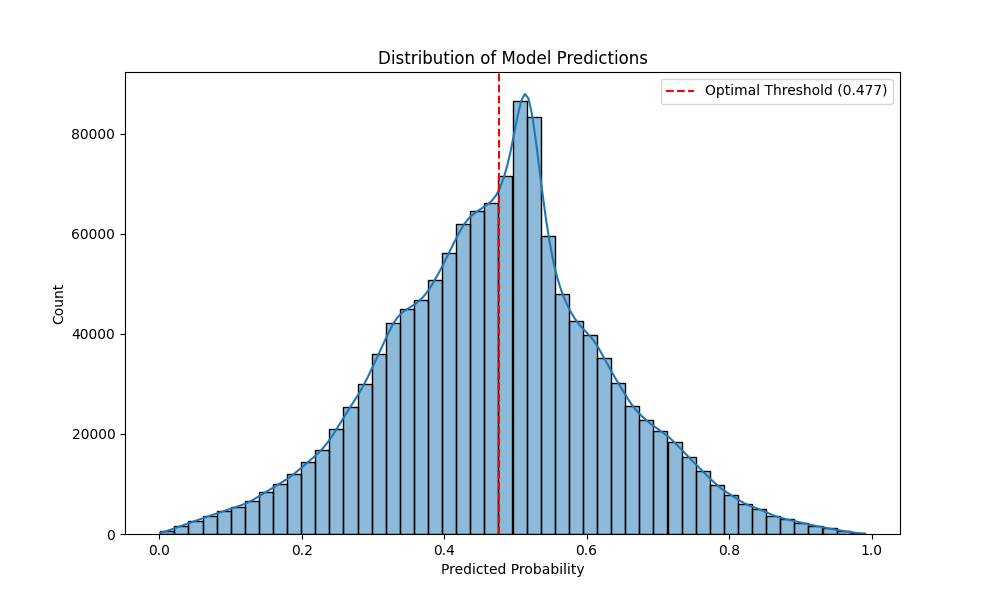 Distribution of Model Predictions
Optimal Threshold (0.477)
Count
80000
60000
40000
20000
0
0.0 0.2 0.4 0.6 0.8 1.0
Predicted Probability